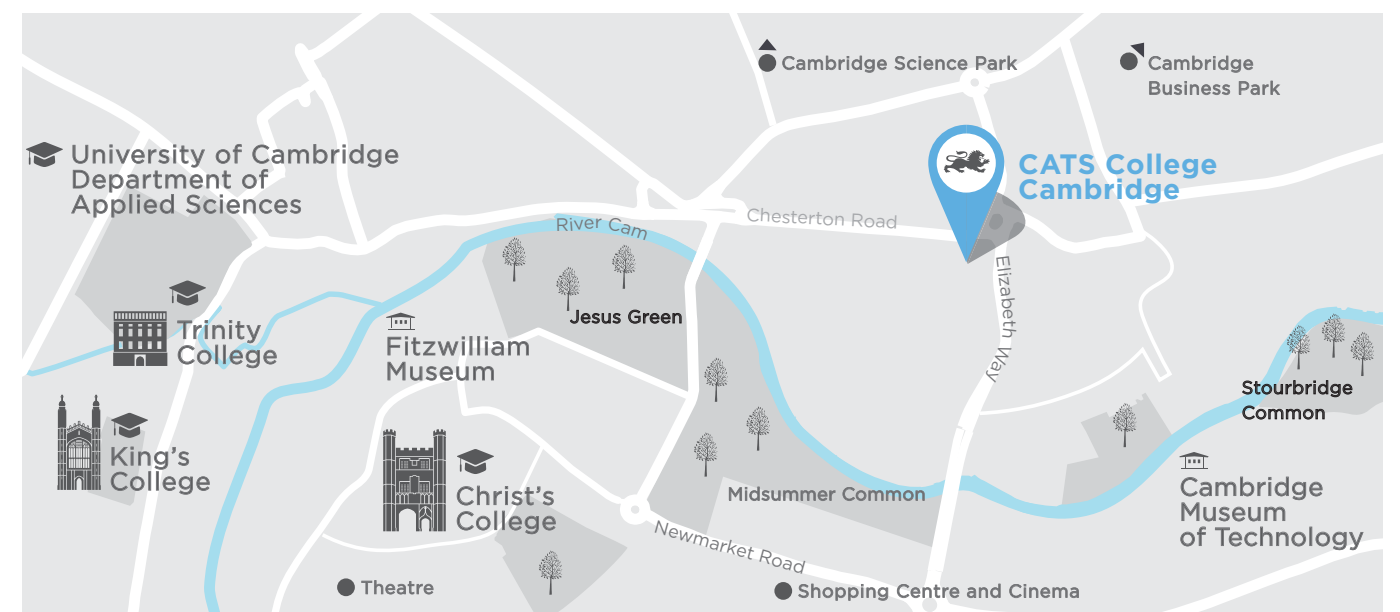 Cambridge Science Park
Cambridge
Business Park
University of Cambridge
Department of
Applied Sciences
CATS College
Cambridge
Chesterton Road
River Cam
Elizabeth Way
Jesus Green
Trinity
College
Fitzwilliam
Museum
Stourbridge
Common
King's
College
Christ's
College
Midsummer Common
Cambridge
Museum
of Technology
Newmarket Road
Theatre
Shopping Centre and Cinema